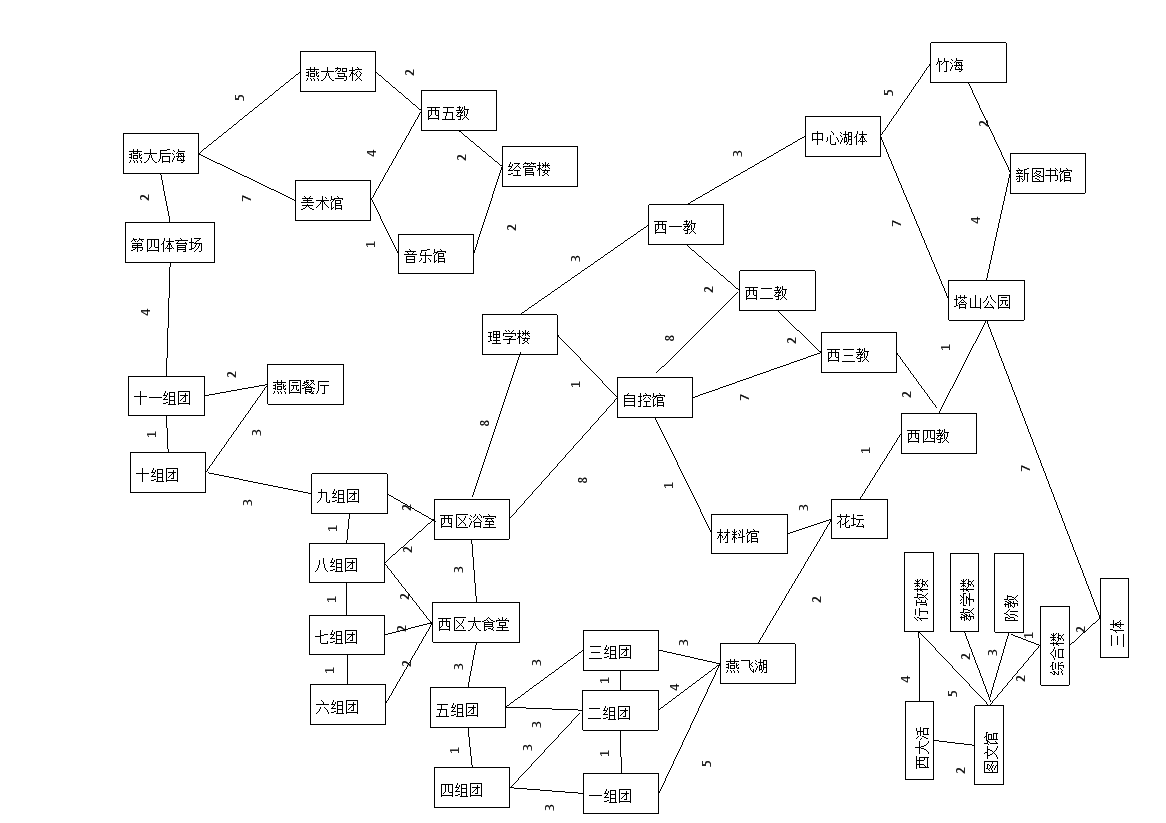 竹海
燕大驾校
2
5
5
西五教
2
中心湖体
燕大后海
4
2
3
经管楼
新图书馆
2
7
美术馆
西一教
4
7
第四体育场
1
音乐馆
2
3
2
西二教
塔山公园
4
理学楼
8
2
西三教
1
2
燕园餐厅
1
十一组团
自控馆
7
2
1
3
8
西四教
十组团
3
九组团
8
1
1
7
2
西区浴室
3
花坛
1
2
材料馆
八组团
3
行政楼
教学楼
阶教
1
2
2
三体
七组团
2
西区大食堂
2
1
2
综合楼
1
2
3
3
三组团
3
燕飞湖
2
3
2
六组团
1
4
4
5
五组团
3
二组团
西大活
图文馆
1
3
1
5
2
四组团
3
一组团